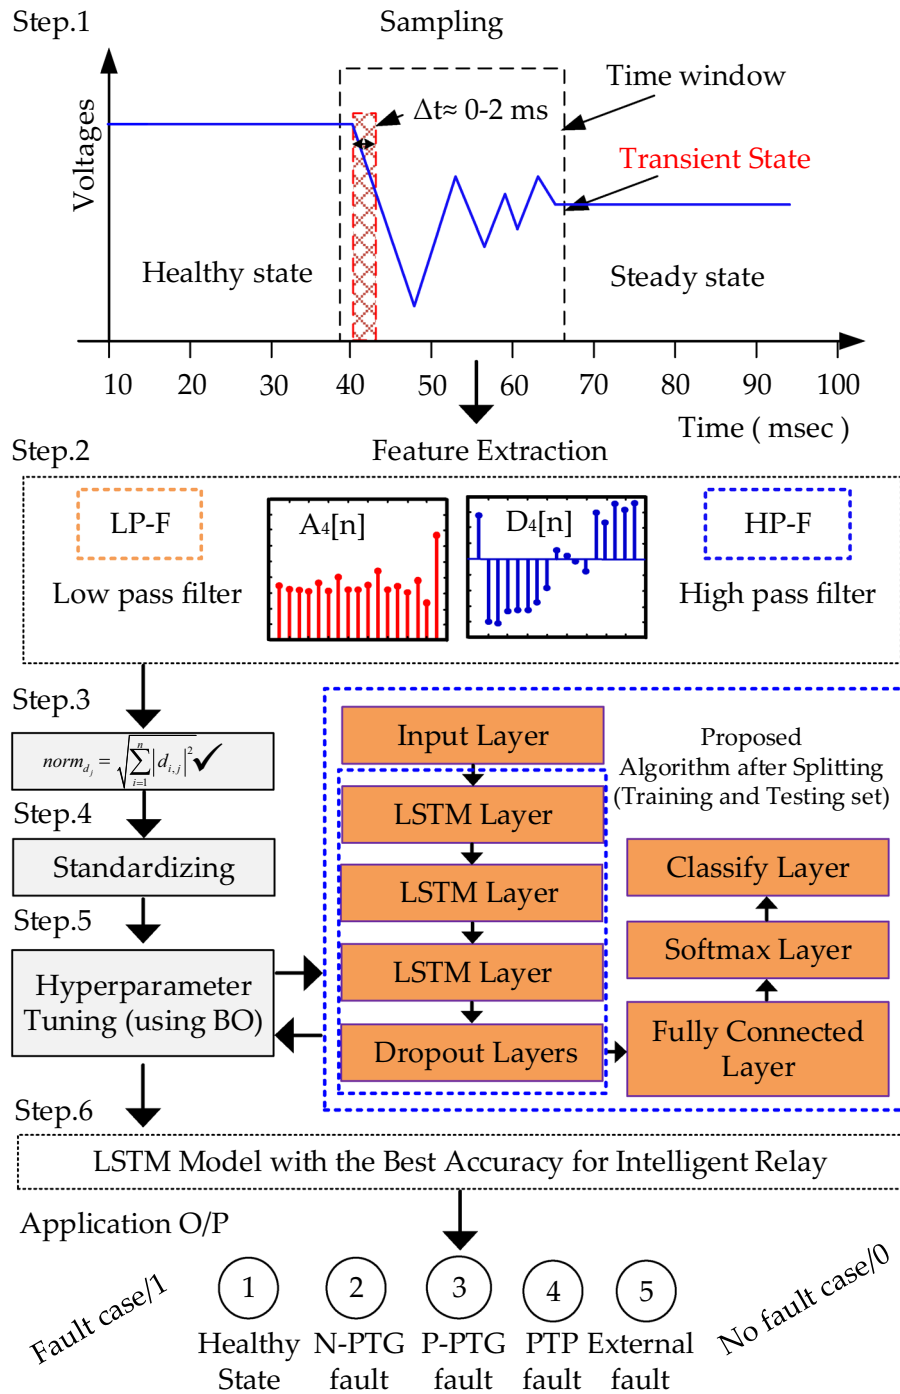 Step.1
Sampling
Voltages
Δt≈ 0-2 ms
Time window
Transient State
Healthy state
Steady state
10 20 30 40 50 60 70 80 90 100
Time ( msec )
Step.2
Feature Extraction
LP-F
A₄[n]
D₄[n]
HP-F
Low pass filter
High pass filter
Step.3
norm_{d_j} = √(∑_{i=1}^{n} |d_{i,j}|²) ✓
Step.4
Standardizing
Step.5
Hyperparameter
Tuning (using BO)
Input Layer
LSTM Layer
LSTM Layer
LSTM Layer
Dropout Layers
Proposed
Algorithm after Splitting
(Training and Testing set)
Classify Layer
Softmax Layer
Fully Connected
Layer
Step.6
LSTM Model with the Best Accuracy for Intelligent Relay
Application O/P
Fault case/1
1
Healthy
State
2
N-PTG
fault
3
P-PTG
fault
4
PTP
fault
5
External
fault
No fault case/0